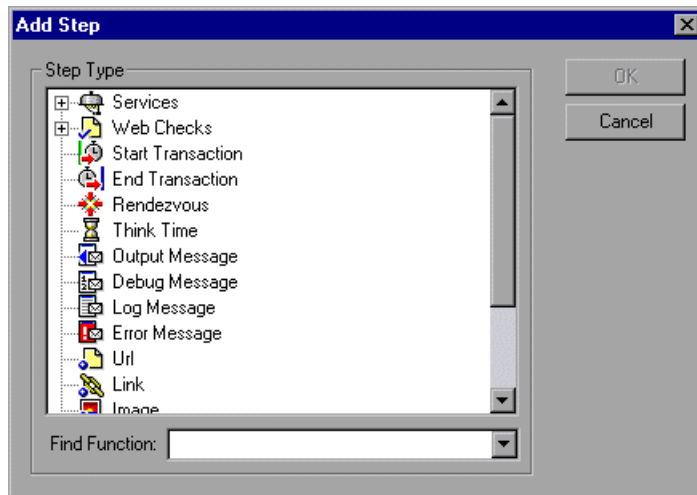 Add Step
Step Type
Services
Web Checks
Start Transaction
End Transaction
Rendezvous
Think Time
Output Message
Debug Message
Log Message
Error Message
Url
Link
Image
Find Function:
OK
Cancel